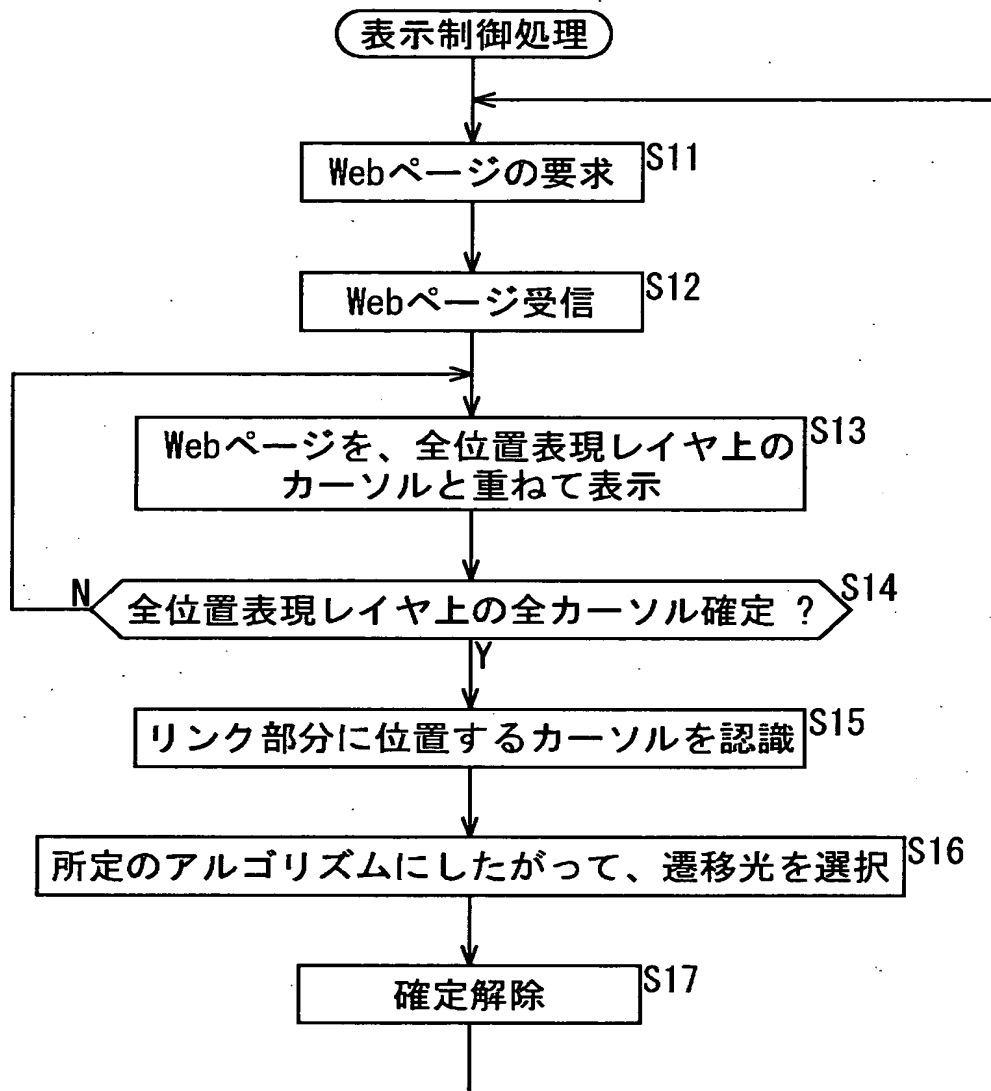 表示制御処理
Webページの要求
S11
Webページ受信
S12
Webページを、全位置表現レイヤ上の
カーソルと重ねて表示
S13
全位置表現レイヤ上の全カーソル確定 ?
S14
N
Y
リンク部分に位置するカーソルを認識
S15
所定のアルゴリズムにしたがって、遷移光を選択
S16
確定解除
S17